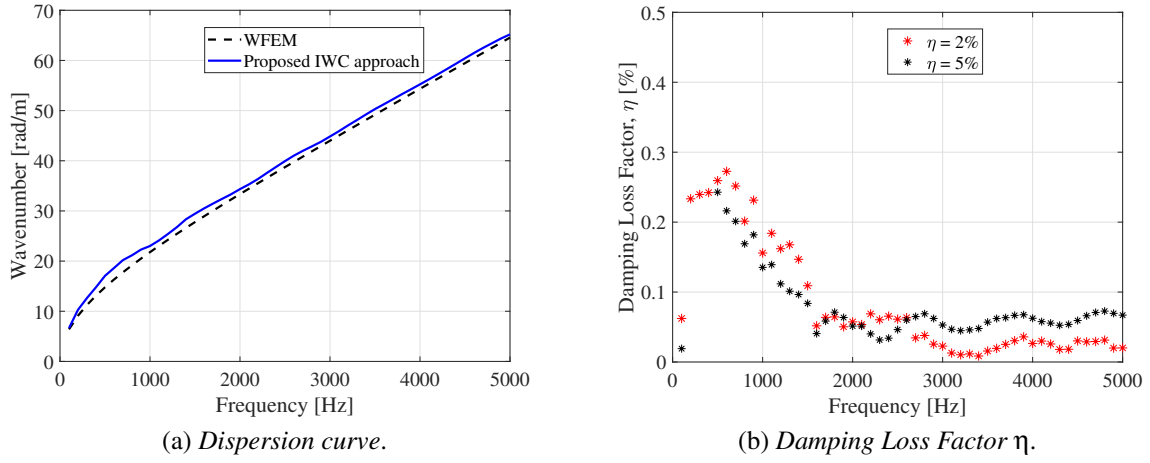 70
60
50
40
30
20
10
0
Wavenumber [rad/m]
WFEM
Proposed IWC approach
0 1000 2000 3000 4000 5000
Frequency [Hz]
(a) Dispersion curve.
0.5
0.4
0.3
0.2
0.1
0
Damping Loss Factor, η [%]
η = 2%
η = 5%
0 1000 2000 3000 4000 5000
Frequency [Hz]
(b) Damping Loss Factor η.